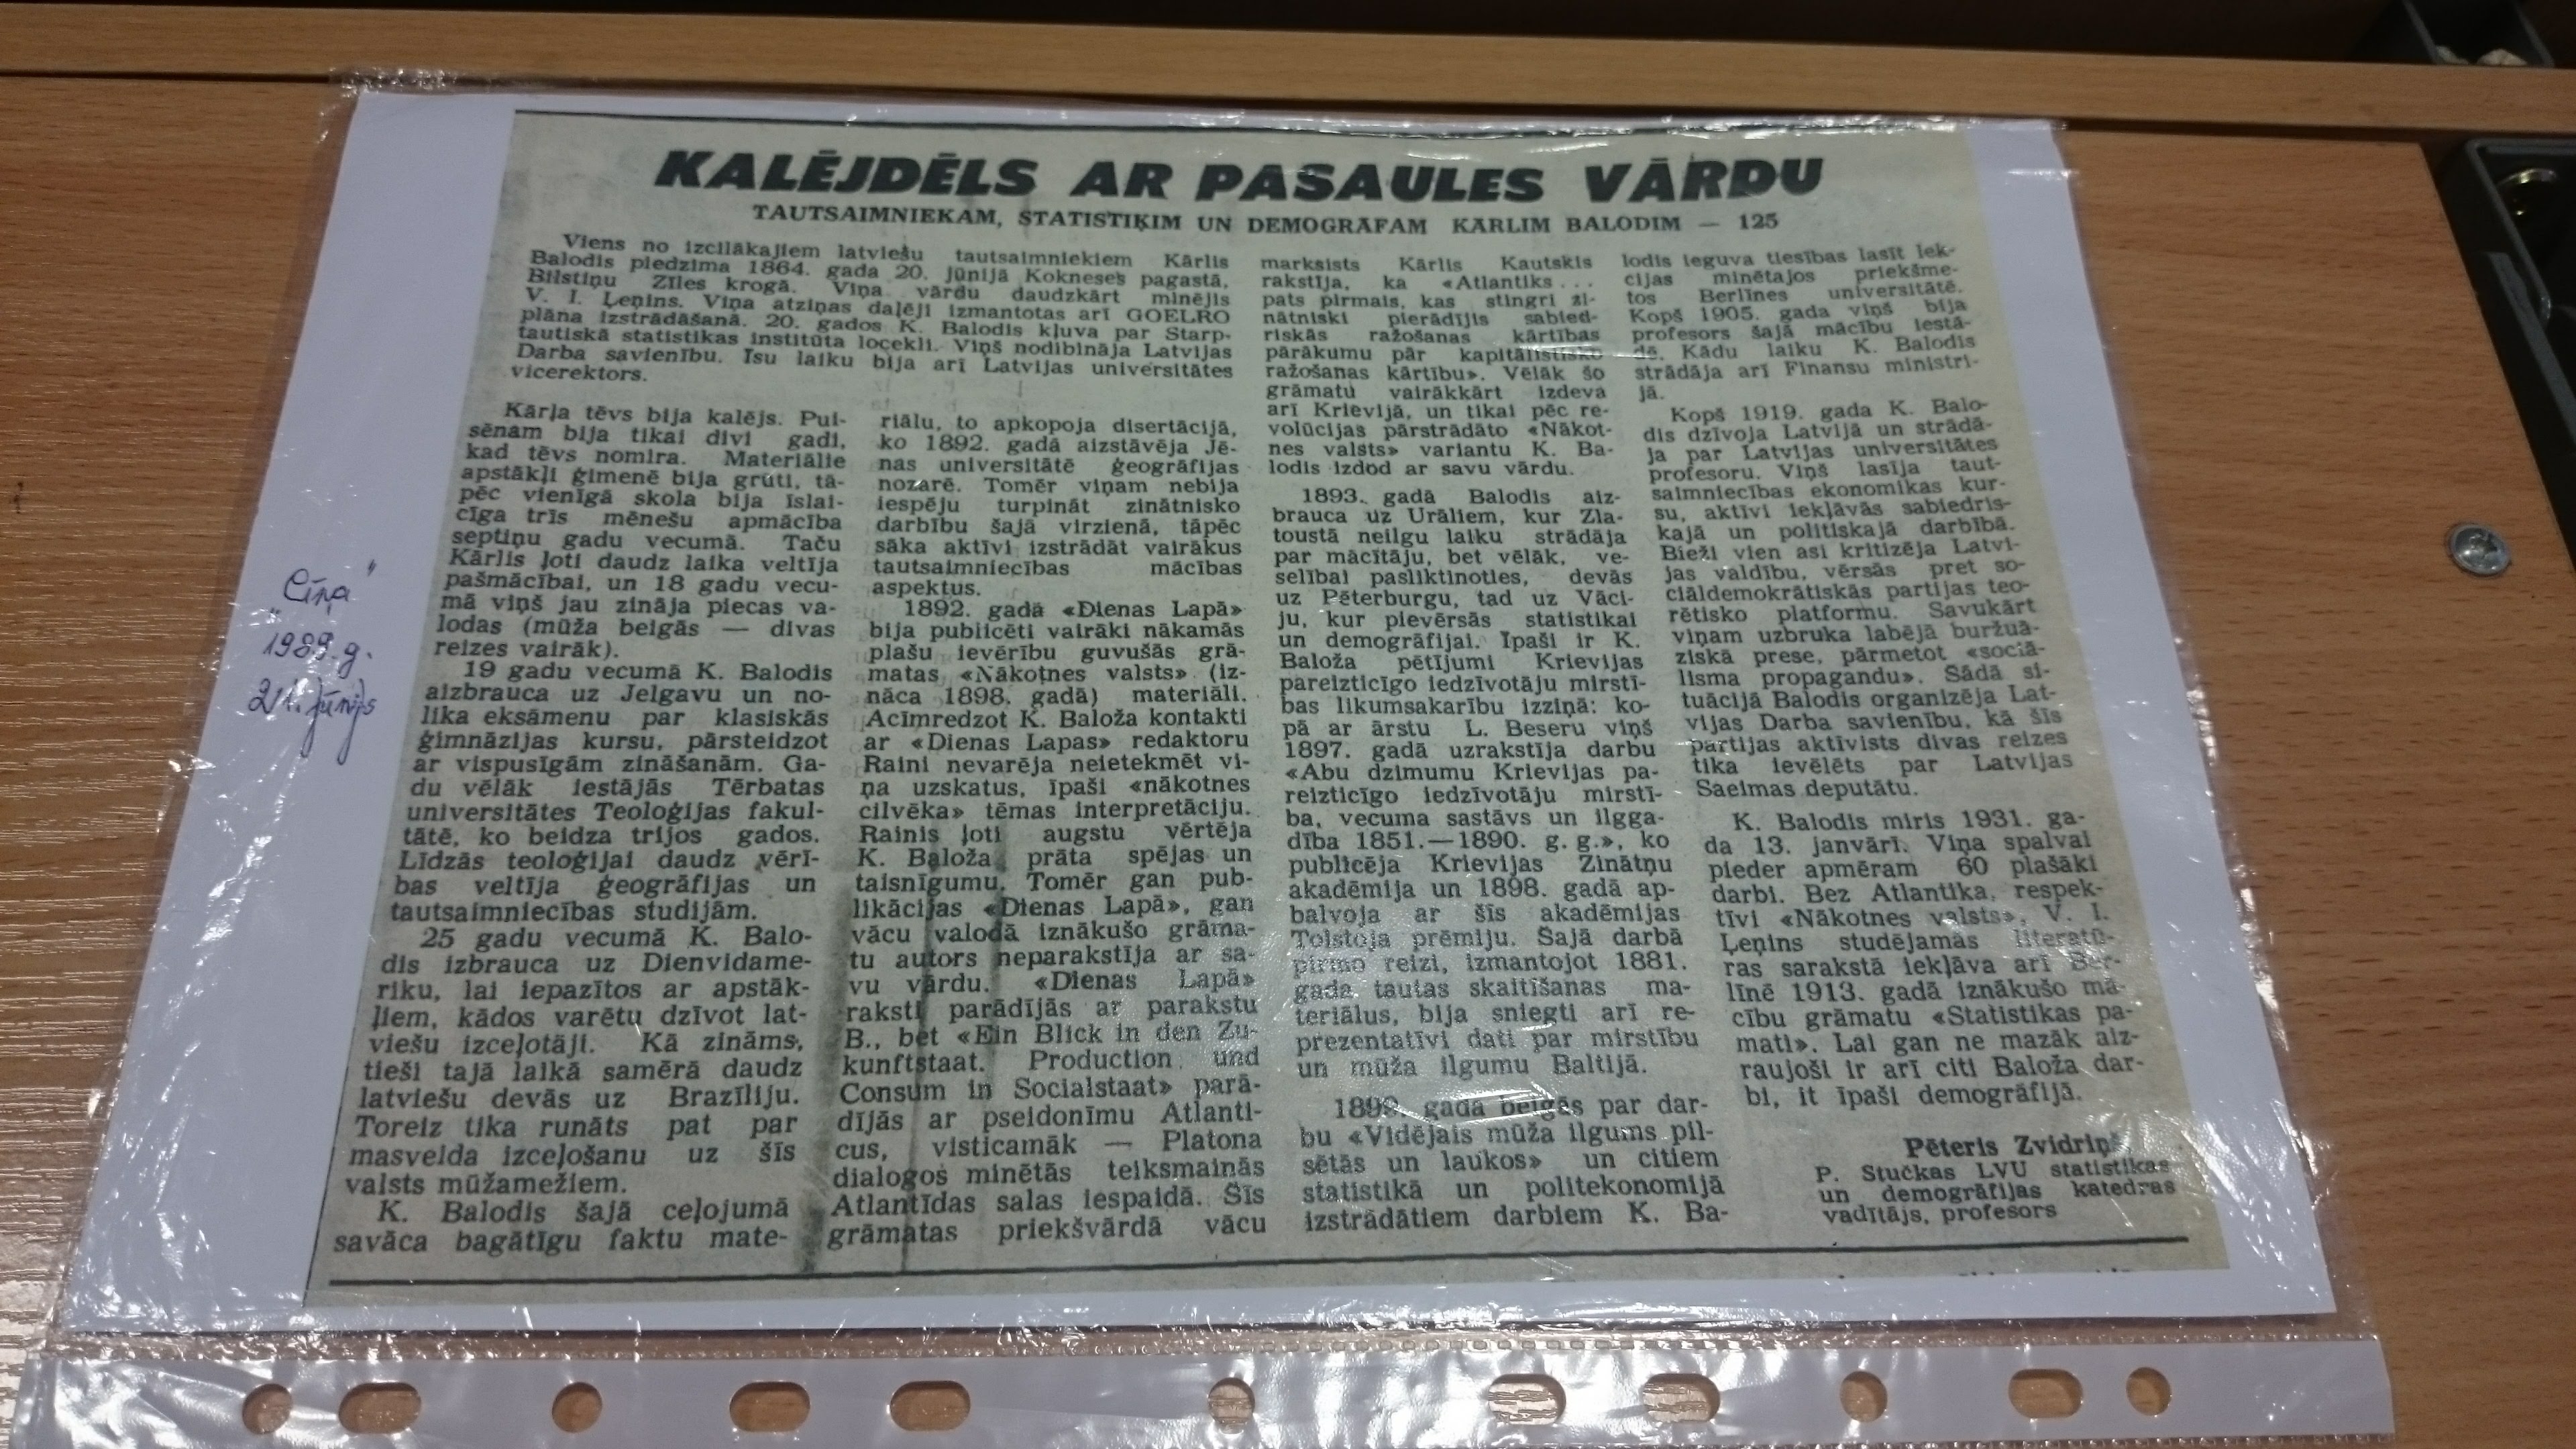 KALĒJDĒLS AR PASAULES VĀRDU
TAUTSAIMNIEKAM, STATISTIĶIM UN DEMOGRĀFAM KĀRLIM BALODIM — 125
Viens no izcilākajiem latviešu tautsaimniekiem Kārlis
Balodis piedzima 1864. gada 20. jūnijā Kokneses pagastā,
Bilstiņu Zīles krogā. Viņa vārdu daudzkārt minējis
V. I. Ļeņins. Viņa atziņas daļēji izmantotas arī GOELRO
plāna izstrādāšanā. 20. gados K. Balodis kļuva par Starp-
tautiskā statistikas institūta locekli. Viņš nodibināja Latvijas
Darba savienību. Īsu laiku bija arī Latvijas universitātes
vicerektors.
Kārļa tēvs bija kalējs. Pui-
sēnam bija tikai divi gadi,
kad tēvs nomira. Materiālie
apstākļi ģimenē bija grūti, tā-
pēc vienīgā skola bija īslai-
cīga trīs mēnešu apmācība
septiņu gadu vecumā. Taču
Kārlis ļoti daudz laika veltīja
pašmācībai, un 18 gadu vecu-
mā viņš jau zināja piecas va-
lodas (mūža beigās — divas
reizes vairāk).
19 gadu vecumā K. Balodis
aizbrauca uz Jelgavu un no-
lika eksāmenu par klasiskās
ģimnāzijas kursu, pārsteidzot
ar vispusīgām zināšanām. Ga-
du vēlāk iestājās Tērbatas
universitātes Teoloģijas fakul-
tātē, ko beidza trijos gados.
Līdzās teoloģijai daudz vērī-
bas veltīja ģeogrāfijas un
tautsaimniecības studijām.
25 gadu vecumā K. Balo-
dis izbrauca uz Dienvidame-
riku, lai iepazītos ar apstāk-
ļiem, kādos varētu dzīvot lat-
viešu izceļotāji. Kā zināms,
tieši tajā laikā samērā daudz
latviešu devās uz Brazīliju.
Toreiz tika runāts pat par
masveida izceļošanu uz šīs
valsts mūžamežiem.
K. Balodis šajā ceļojumā
savāca bagātīgu faktu mate-
riālu, to apkopoja disertācijā,
ko 1892. gadā aizstāvēja Jē-
nas universitātē ģeogrāfijas
nozarē. Tomēr viņam nebija
iespēju turpināt zinātnisko
darbību šajā virzienā, tāpēc
sāka aktīvi izstrādāt vairākus
tautsaimniecības mācības
aspektus.
1892. gadā «Dienas Lapā»
bija publicēti vairāki nākamās
plašu ievērību guvušās grā-
matas «Nākotnes valsts» (iz-
nāca 1898. gadā) materiāli.
Acīmredzot K. Baloža kontakti
ar «Dienas Lapas» redaktoru
Raini nevarēja neietekmēt vi-
ņa uzskatus, īpaši «nākotnes
cilvēka» tēmas interpretāciju.
Rainis ļoti augstu vērtēja
K. Baloža prāta spējas un
taisnīgumu. Tomēr gan pub-
likācijas «Dienas Lapā», gan
vācu valodā iznākušo grāma-
tu autors neparakstīja ar sa-
vu vārdu. «Dienas Lapā»
raksti parādījās ar parakstu
B., bet «Ein Blick in den Zu-
kunftstaat. Production und
Consum in Socialstaat» parā-
dījās ar pseidonīmu Atlanti-
cus, visticamāk — Platona
dialogos minētās teiksmainās
Atlantīdas salas iespaidā. Šīs
grāmatas priekšvārdā vācu
marksists Kārlis Kautskis
rakstīja, ka «Atlantiks...
pats pirmais, kas stingri zi-
nātniski pierādījis sabied-
riskās ražošanas kārtības
pārākumu pār kapitālistisko
ražošanas kārtību». Vēlāk šo
grāmatu vairākkārt izdeva
arī Krievijā, un tikai pēc re-
volūcijas pārstrādāto «Nākot-
nes valsts» variantu K. Ba-
lodis izdod ar savu vārdu.
1893. gadā Balodis aiz-
brauca uz Urāliem, kur Zla-
toustā neilgu laiku strādāja
par mācītāju, bet vēlāk, ve-
selībai pasliktinoties, devās
uz Pēterburgu, tad uz Vāci-
ju, kur pievērsās statistikai
un demogrāfijai. Īpaši ir K.
Baloža pētījumi Krievijas
pareizticīgo iedzīvotāju mirstī-
bas likumsakarību izziņā: ko-
pā ar ārstu L. Beseru viņš
1897. gadā uzrakstīja darbu
«Abu dzimumu Krievijas pa-
reizticīgo iedzīvotāju mirstī-
ba, vecuma sastāvs un ilgga-
dība 1851.—1890. g. g.», ko
publicēja Krievijas Zinātņu
akadēmija un 1898. gadā ap-
balvoja ar šīs akadēmijas
Tolstoja prēmiju. Šajā darbā
pirmo reizi, izmantojot 1881.
gada tautas skaitīšanas ma-
teriālus, bija sniegti arī re-
prezentatīvi dati par mirstību
un mūža ilgumu Baltijā.
1899. gada beigās par dar-
bu «Vidējais mūža ilgums pil-
sētās un laukos» un citiem
statistikā un politekonomijā
izstrādātiem darbiem K. Ba-
lodis ieguva tiesības lasīt lek-
cijas minētajos priekšme-
tos Berlīnes universitātē.
Kopš 1905. gada viņš bija
profesors šajā mācību iestā-
dē. Kādu laiku K. Balodis
strādāja arī Finansu ministri-
jā.
Kopš 1919. gada K. Balo-
dis dzīvoja Latvijā un strādā-
ja par Latvijas universitātes
profesoru. Viņš lasīja taut-
saimniecības ekonomikas kur-
su, aktīvi iekļāvās sabiedris-
kajā un politiskajā darbībā.
Bieži vien asi kritizēja Latvi-
jas valdību, vērsās pret so-
ciāldemokrātiskās partijas teo-
rētisko platformu. Savukārt
viņam uzbruka labējā buržuā-
ziskā prese, pārmetot «sociā-
lisma propagandu». Šādā si-
tuācijā Balodis organizēja Lat-
vijas Darba savienību, kā šīs
partijas aktīvists divas reizes
tika ievēlēts par Latvijas
Saeimas deputātu.
K. Balodis miris 1931. ga-
da 13. janvārī. Viņa spalvai
pieder apmēram 60 plašāki
darbi. Bez Atlantika, respek-
tīvi «Nākotnes valsts», V. I.
Ļeņins studējamās literatū-
ras sarakstā iekļāva arī Ber-
līnē 1913. gadā iznākušo mā-
cību grāmatu «Statistikas pa-
mati». Lai gan ne mazāk aiz-
raujoši ir arī citi Baloža dar-
bi, it īpaši demogrāfijā.
Pēteris Zvidriņš,
P. Stučkas LVU statistikas
un demogrāfijas katedras
vadītājs, profesors
„Cīņa"
1989. g.
21. jūnijs